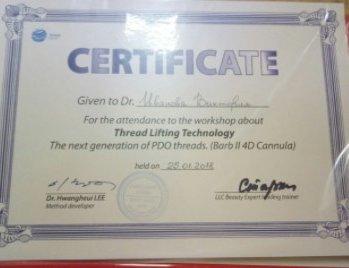 CERTIFICATE
Given to Dr. Иванова Виктория
For the attendance to the workshop about
Thread Lifting Technology
The next generation of PDO threads. (Barb II 4D Cannula)
held on 25.01.2018
Dr. Hwangheui LEE
Method developer
LLC Beauty Expert leading trainer